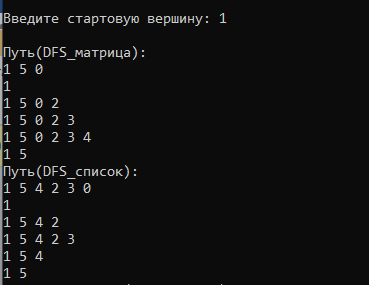 Введите стартовую вершину: 1
Путь(DFS_матрица):
1 5 0
1
1 5 0 2
1 5 0 2 3
1 5 0 2 3 4
1 5
Путь(DFS_список):
1 5 4 2 3 0
1
1 5 4 2
1 5 4 2 3
1 5 4
1 5